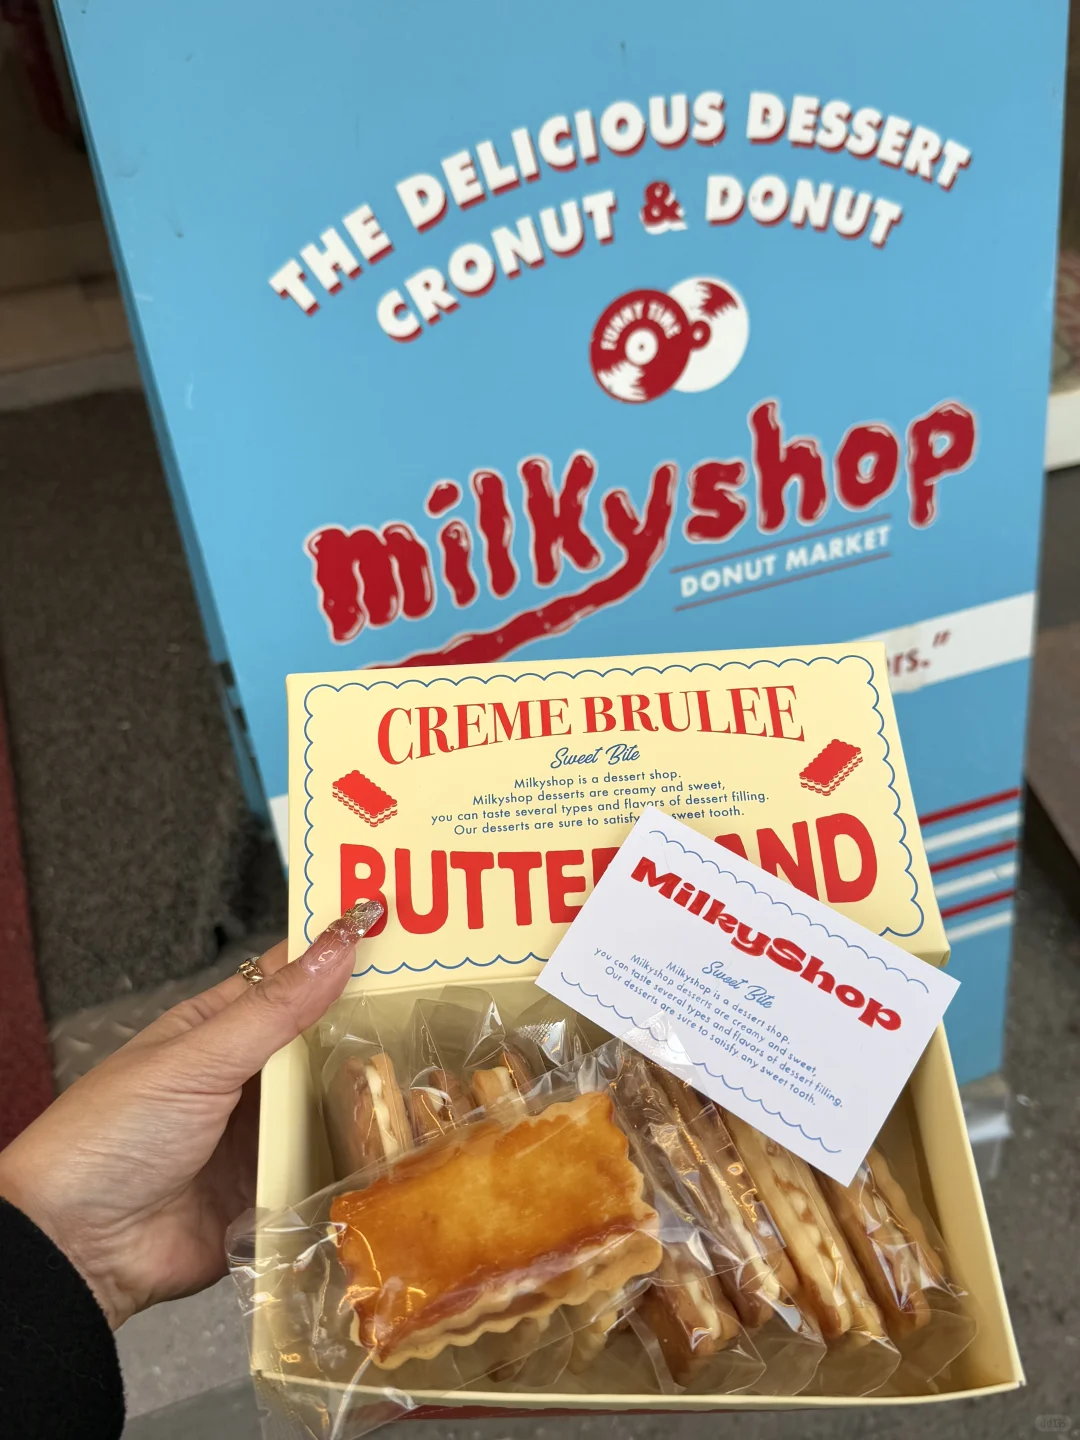 THE DELICIOUS DESSERT
CRONUT & DONUT
FUNNY TIME
milkyshop
DONUT MARKET
rs."
CREME BRULEE
Sweet Bite
Milkyshop is a dessert shop.
Milkyshop desserts are creamy and sweet,
you can taste several types and flavors of dessert filling.
Our desserts are sure to satisfy sweet tooth.
BUTTE ND
MilkyShop
Sweet Bite
Milkyshop is a dessert shop.
Milkyshop desserts are creamy and sweet,
you can taste several types and flavors of dessert filling.
Our desserts are sure to satisfy any sweet tooth.